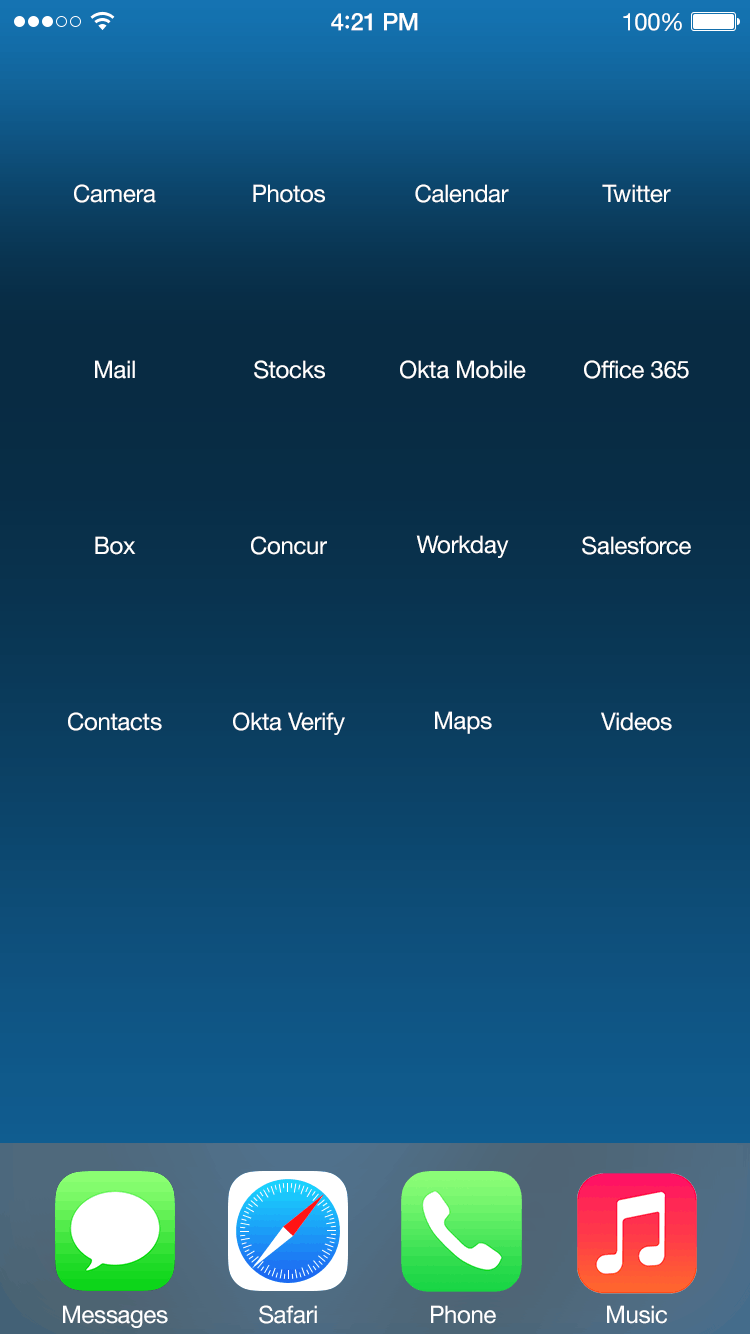 4:21 PM 100%
Camera Photos Calendar Twitter
Mail Stocks Okta Mobile Office 365
Box Concur Workday Salesforce
Contacts Okta Verify Maps Videos
Messages Safari Phone Music